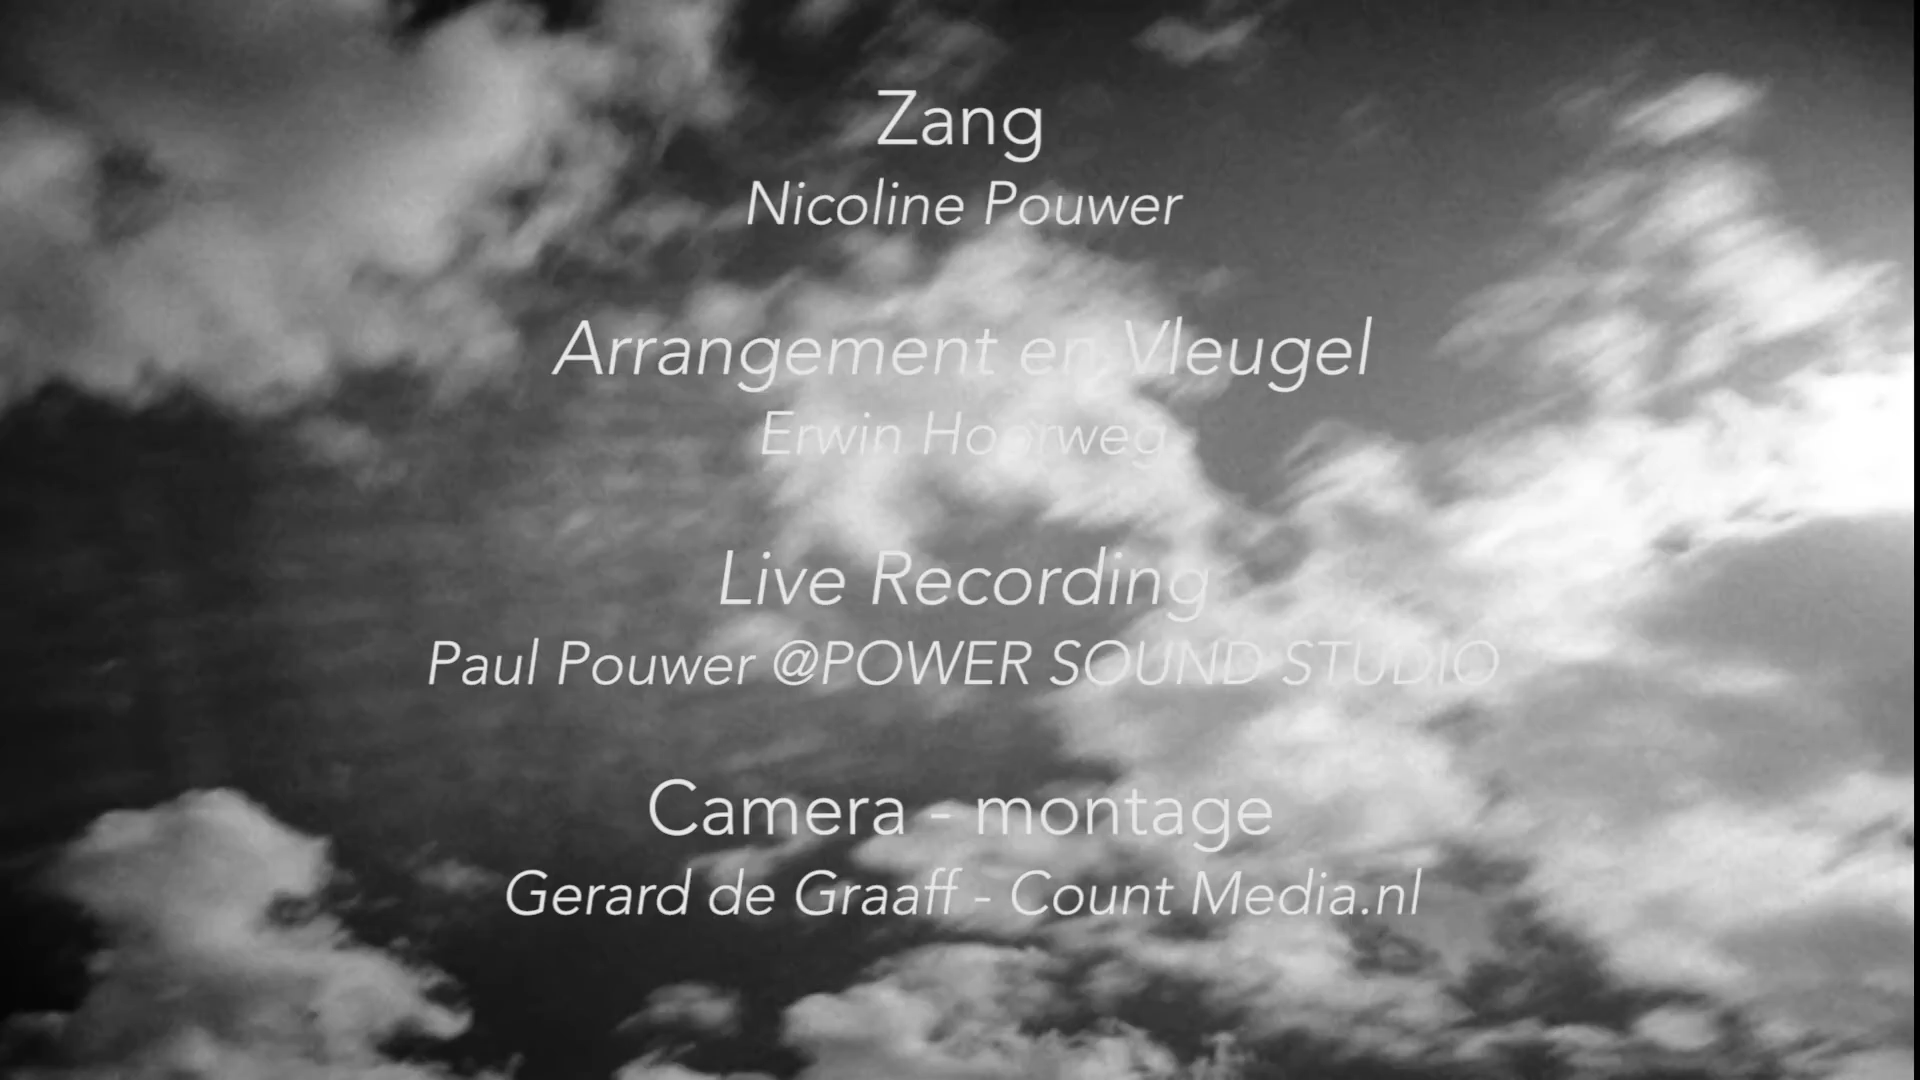 Zang
Nicoline Pouwer
Arrangement en Vleugel
Erwin Hoorweg
Live Recording
Paul Pouwer @POWER SOUND STUDIO
Camera - montage
Gerard de Graaff - Count Media.nl